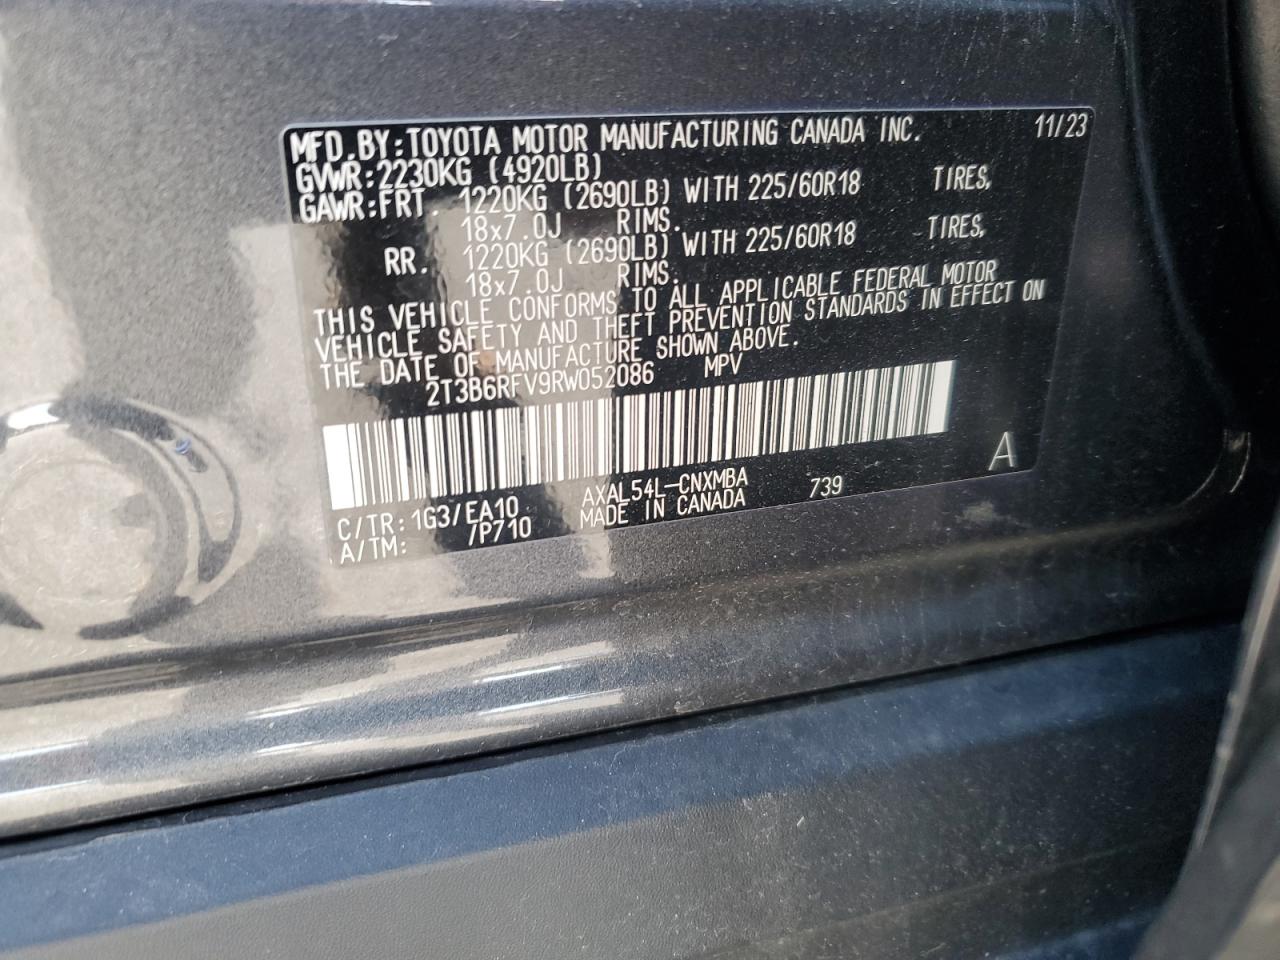 MFD.BY:TOYOTA MOTOR MANUFACTURING CANADA INC. 11/23
GVWR:2230KG (4920LB)
GAWR:FRT. 1220KG (2690LB) WITH 225/60R18 TIRES,
18x7.0J RIMS.
RR. 1220KG (2690LB) WITH 225/60R18 TIRES,
18x7.0J RIMS.
THIS VEHICLE CONFORMS TO ALL APPLICABLE FEDERAL MOTOR
VEHICLE SAFETY AND THEFT PREVENTION STANDARDS IN EFFECT ON
THE DATE OF MANUFACTURE SHOWN ABOVE.
2T3B6RFV9RW052086 MPV
A
C/TR: 1G3/EA10 AXAL54L-CNXMBA 739
A/TM: /P710 MADE IN CANADA